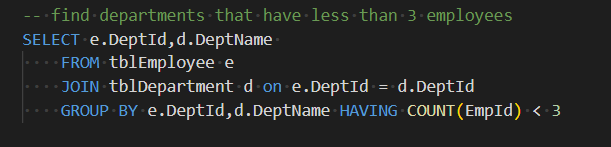 -- find departments that have less than 3 employees
SELECT e.DeptId,d.DeptName
FROM tblEmployee e
JOIN tblDepartment d on e.DeptId = d.DeptId
GROUP BY e.DeptId,d.DeptName HAVING COUNT(EmpId) < 3